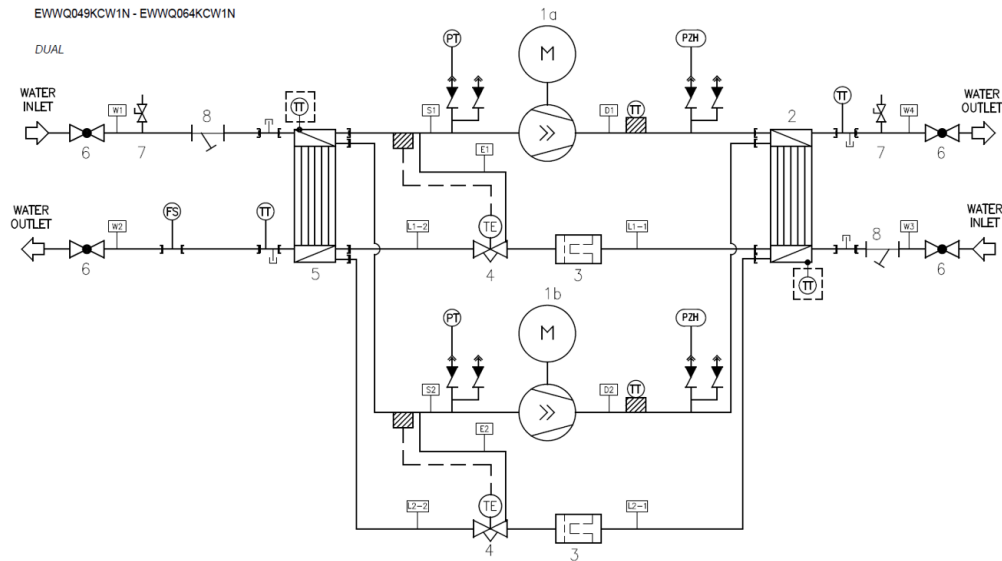 EWWQ049KCW1N - EWWQ064KCW1N
DUAL
1a
PT
M
PZH
WATER
INLET
W1
8
TT
S1
D1
TT
2
TT
W4
WATER
OUTLET
6
7
7
6
E1
WATER
OUTLET
W2
FS
TT
L1-2
TE
L1-1
8
W3
WATER
INLET
6
5
4
3
6
TT
1b
PT
M
PZH
S2
D2
TT
E2
L2-2
TE
L2-1
4
3